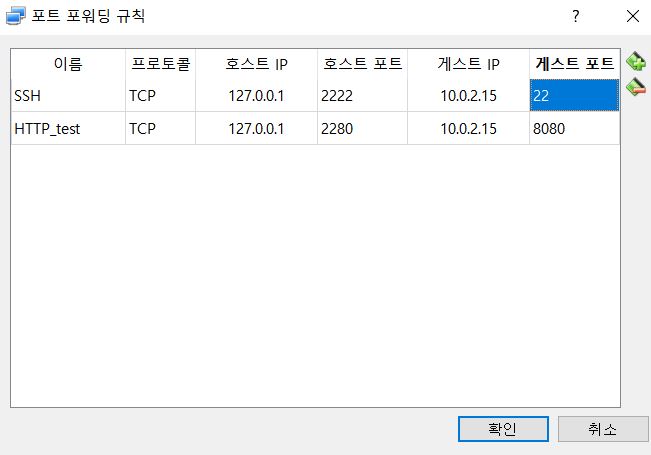 포트 포워딩 규칙 ?
이름 프로토콜 호스트 IP 호스트 포트 게스트 IP 게스트 포트
SSH TCP 127.0.0.1 2222 10.0.2.15 22
HTTP_test TCP 127.0.0.1 2280 10.0.2.15 8080
확인 취소